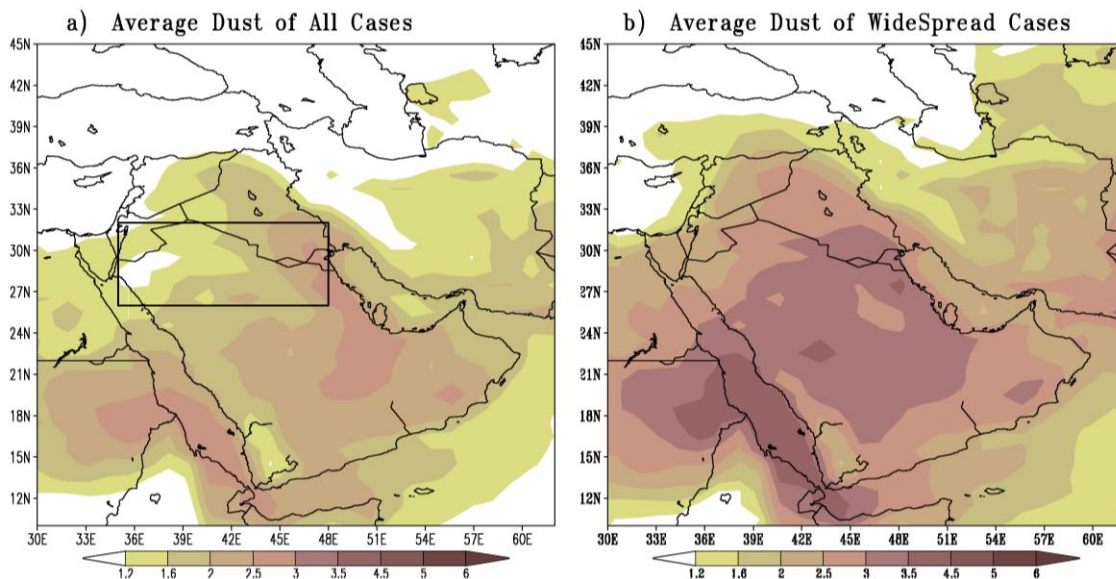 a) Average Dust of All Cases
45N
42N
39N
36N
33N
30N
27N
24N
21N
18N
15N
12N
30E 33E 36E 39E 42E 45E 48E 51E 54E 57E 60E
1.2 1.6 2 2.5 3 3.5 4.5 5 6
b) Average Dust of WideSpread Cases
45N
42N
39N
36N
33N
30N
27N
24N
21N
18N
15N
12N
30E 33E 36E 39E 42E 45E 48E 51E 54E 57E 60E
1.2 1.6 2 2.5 3 3.5 4.5 5 6